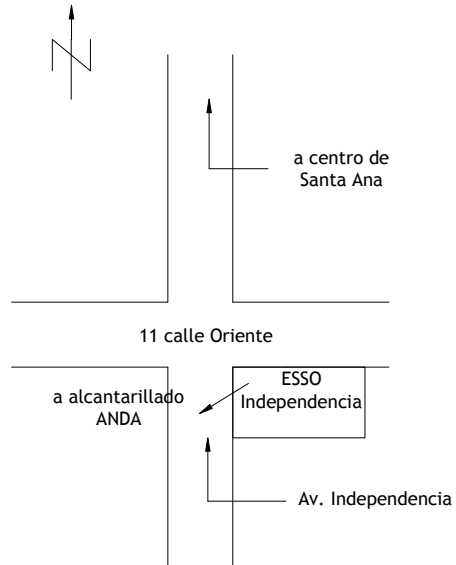 a centro de
Santa Ana
11 calle Oriente
ESSO
Independencia
a alcantarillado
ANDA
Av. Independencia